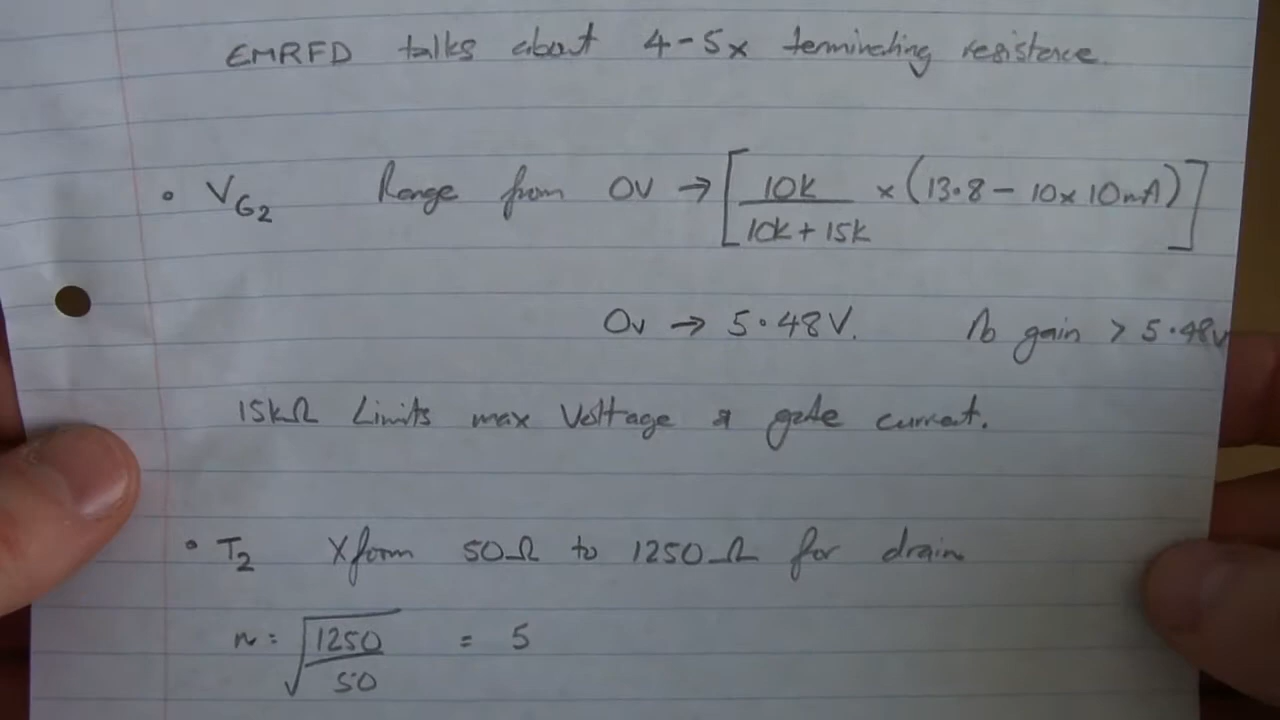 EMRFD talks about 4-5x terminating resistance.
• VG2 Range from 0V → [10K / 10K + 15K × (13.8 - 10 × 10mA)]
0v → 5.48V. No gain > 5.48v
15kΩ Limits max Voltage & gate current.
• T2 Xform 50Ω to 1250Ω for drain
n = √1250 / 50 = 5